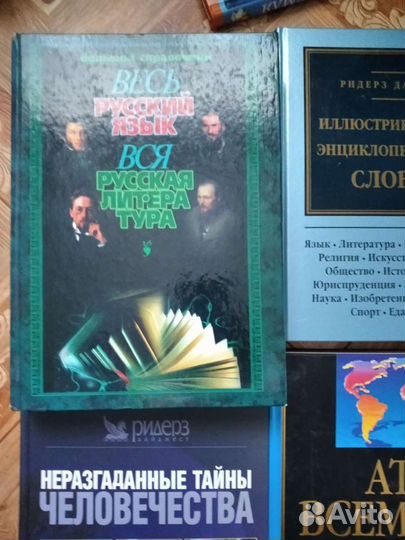 БОЛЬШОЙ СПРАВОЧНИК
ВЕСЬ
РУССКИЙ
ЯЗЫК
ВСЯ
РУССКАЯ
ЛИТЕРА
ТУРА
РИДЕРЗ
ИЛЛЮСТРИ
ЭНЦИКЛОПЕ
СЛОВ
Язык • Литература •
Религия • Искусст
Общество • Исто
Юриспруденция •
Наука • Изобретен
Спорт • Еда
ридерз
дайджест
НЕРАЗГАДАННЫЕ ТАЙНЫ
ЧЕЛОВЕЧЕСТВА
АТ
ВСЕМ
Avito